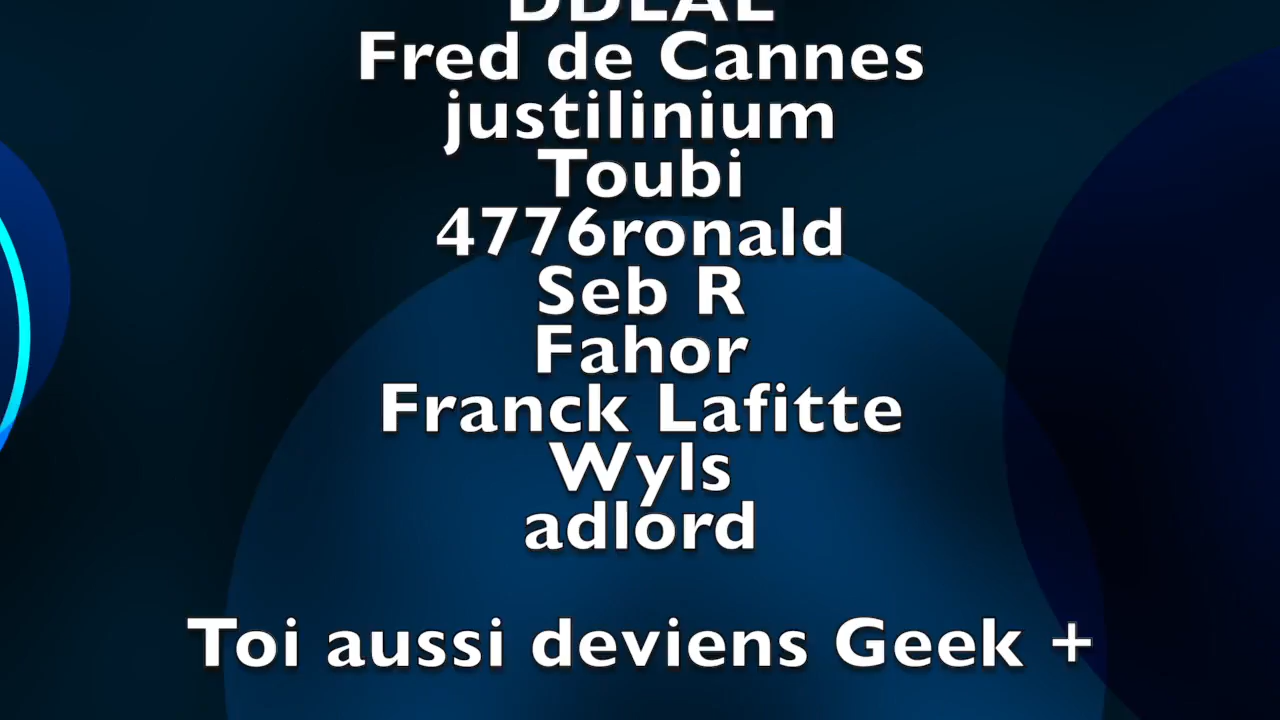 Fred de Cannes
justilinium
Toubi
4776ronald
Seb R
Fahor
Franck Lafitte
Wyls
adlord
Toi aussi deviens Geek +